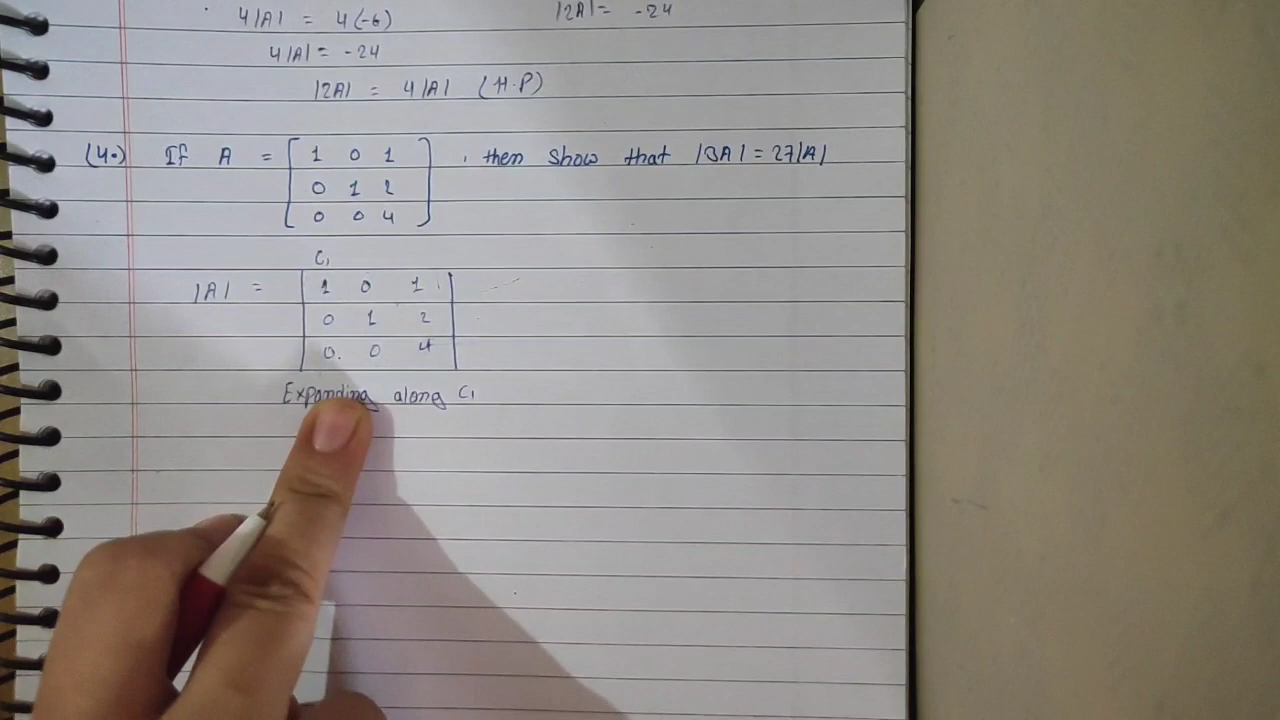 4|A| = 4(-6) |2A| = -24
4|A| = -24
|2A| = 4|A| (H.P)
(4.) If A = [ 1 0 1 ] , then show that |3A| = 27|A|
0 1 2
0 0 4
C₁
|A| = | 1 0 1 |
0 1 2
0. 0 4
Expanding along C₁